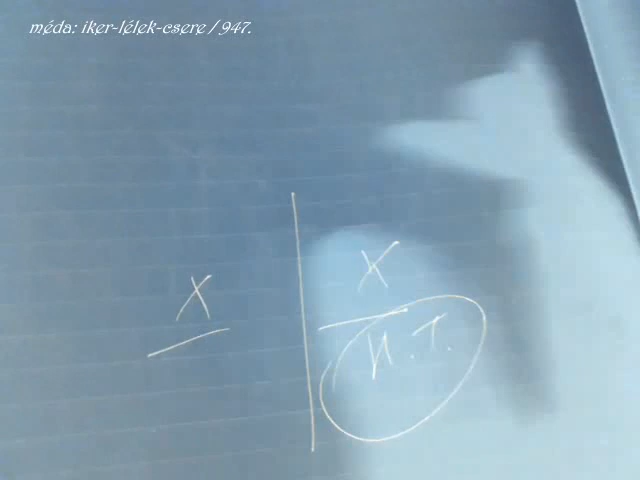 méda: iker-lélek-csere / 947.
X
X
N.T.